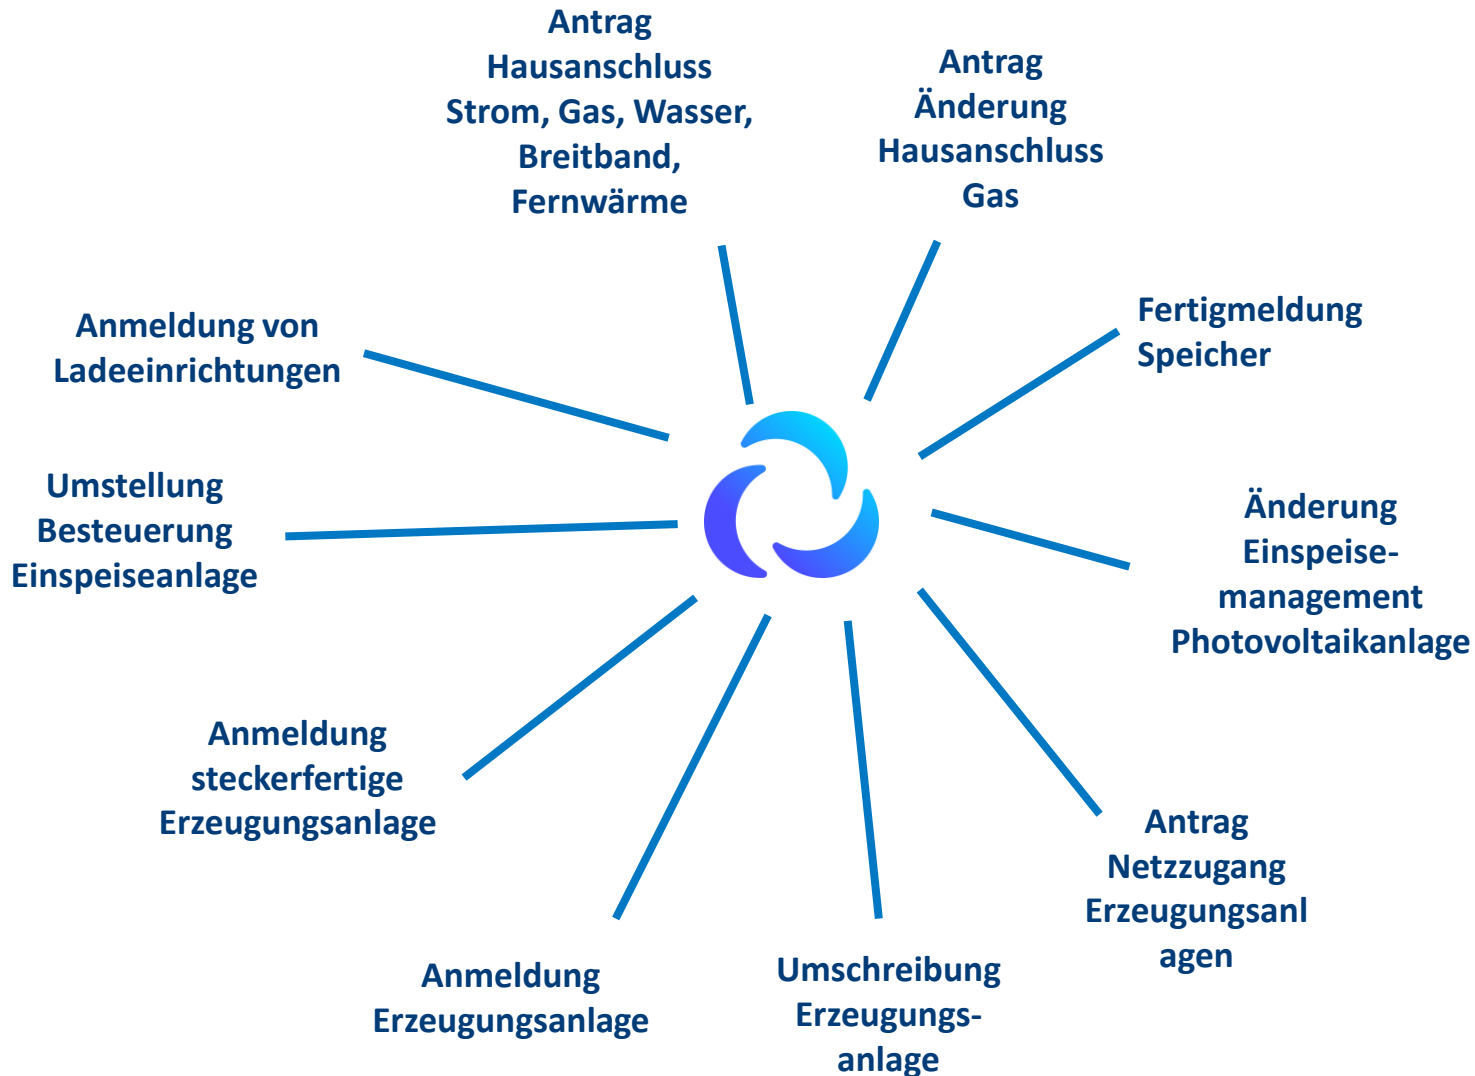 Antrag
Hausanschluss
Strom, Gas, Wasser,
Breitband,
Fernwärme
Antrag
Änderung
Hausanschluss
Gas
Fertigmeldung
Speicher
Änderung
Einspeise-
management
Photovoltaikanlage
Antrag
Netzzugang
Erzeugungsanl
agen
Umschreibung
Erzeugungs-
anlage
Anmeldung
Erzeugungsanlage
Anmeldung
steckerfertige
Erzeugungsanlage
Umstellung
Besteuerung
Einspeiseanlage
Anmeldung von
Ladeeinrichtungen